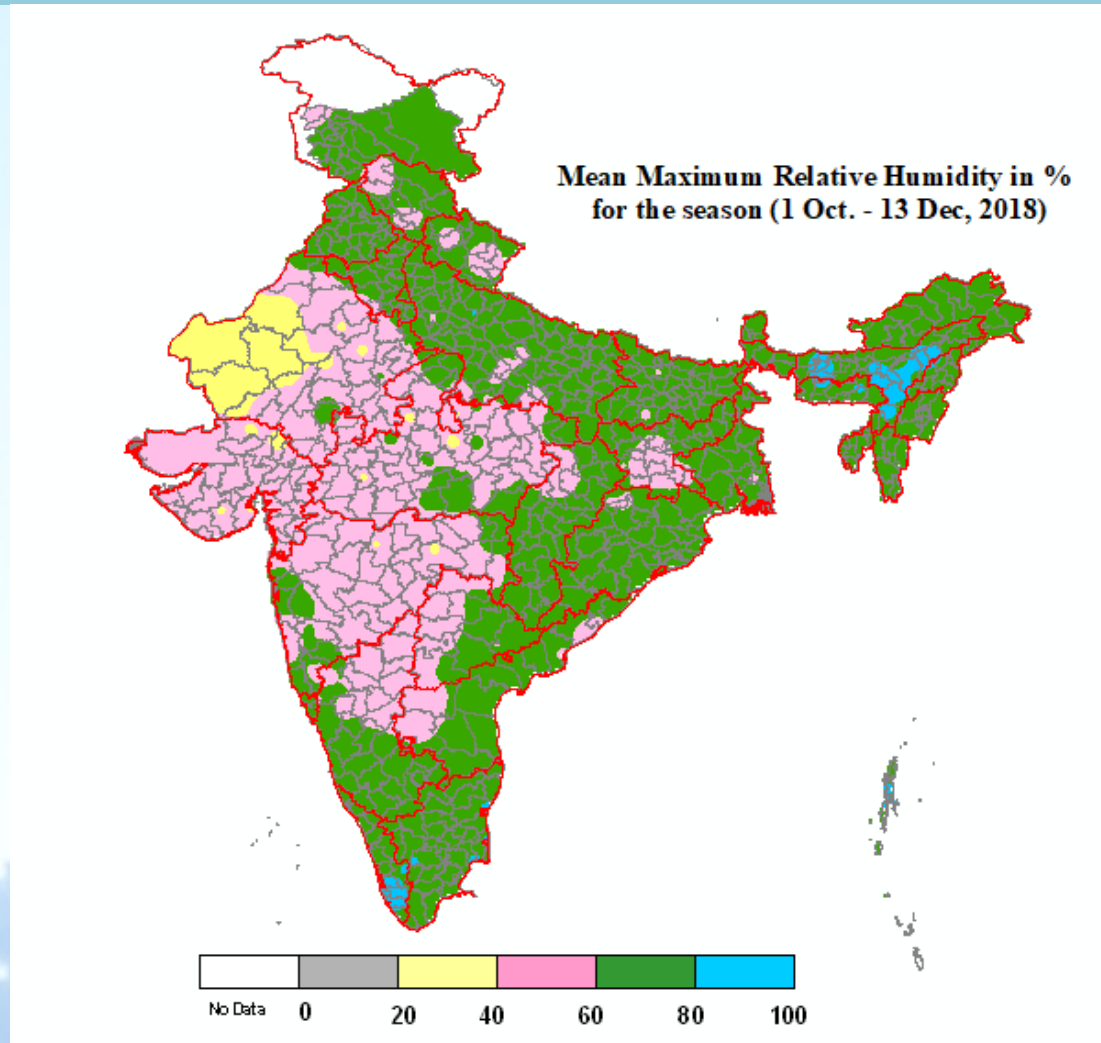 Mean Maximum Relative Humidity in %
for the season (1 Oct. - 13 Dec, 2018)
No Data 0 20 40 60 80 100